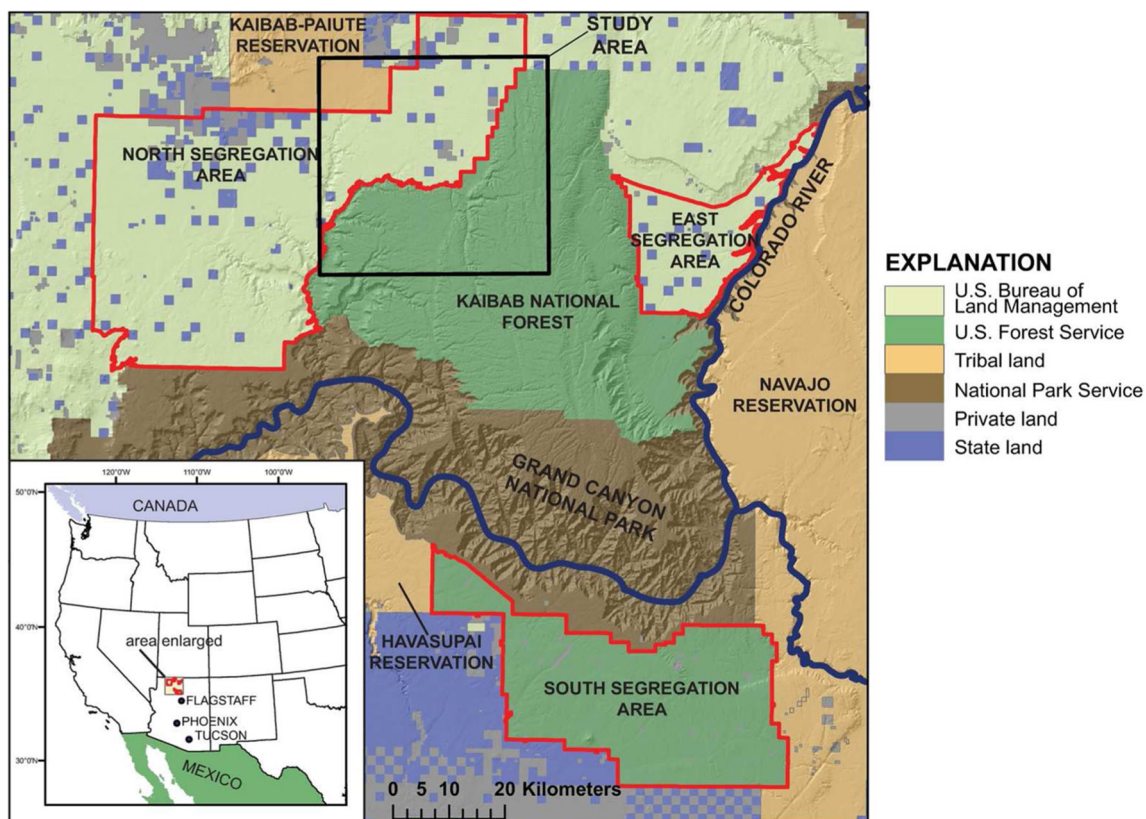 KAIBAB-PAIUTE
RESERVATION
STUDY
AREA
NORTH SEGREGATION
AREA
EAST
SEGREGATION
AREA
COLORADO RIVER
KAIBAB NATIONAL
FOREST
NAVAJO
RESERVATION
GRAND CANYON
NATIONAL PARK
HAVASUPAI
RESERVATION
SOUTH SEGREGATION
AREA
0 5 10 20 Kilometers
EXPLANATION
U.S. Bureau of
Land Management
U.S. Forest Service
Tribal land
National Park Service
Private land
State land
120°0'W 110°0'W 100°0'W
50°0'N
40°0'N
30°0'N
CANADA
area enlarged
FLAGSTAFF
PHOENIX
TUCSON
MEXICO